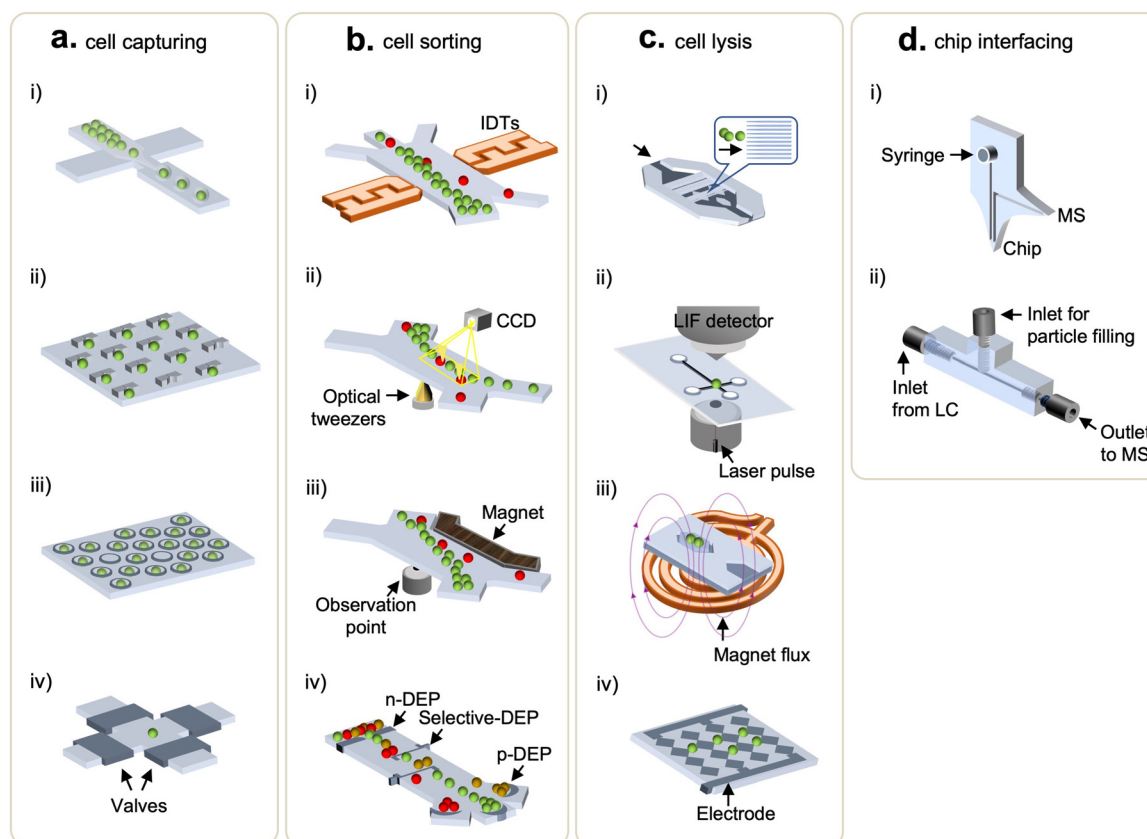 a. cell capturing
i)
ii)
iii)
iv)
Valves
b. cell sorting
i)
IDTs
ii)
CCD
Optical
tweezers
iii)
Magnet
Observation
point
iv)
n-DEP
Selective-DEP
p-DEP
c. cell lysis
i)
ii)
LIF detector
Laser pulse
iii)
Magnet flux
iv)
Electrode
d. chip interfacing
i)
Syringe
MS
Chip
ii)
Inlet for
particle filling
Inlet
from LC
Outlet
to MS